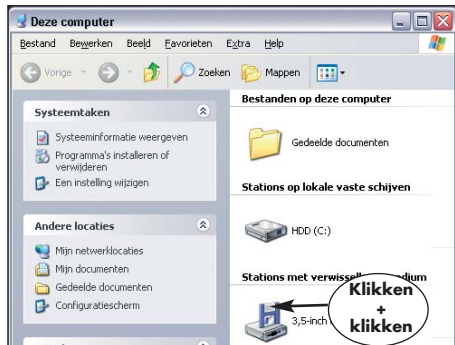 Deze computer
Bestand Bewerken Beeld Favorieten Extra Help
Vorige Zoeken Mappen
Systeemtaken
Systeeminformatie weergeven
Programma's installeren of
verwijderen
Een instelling wijzigen
Andere locaties
Mijn netwerklocaties
Mijn documenten
Gedeelde documenten
Configuratiescherm
Bestanden op deze computer
Gedeelde documenten
Stations op lokale vaste schijven
HDD (C:)
Stations met verwissel
3,5-inch
Klikken
+
klikken